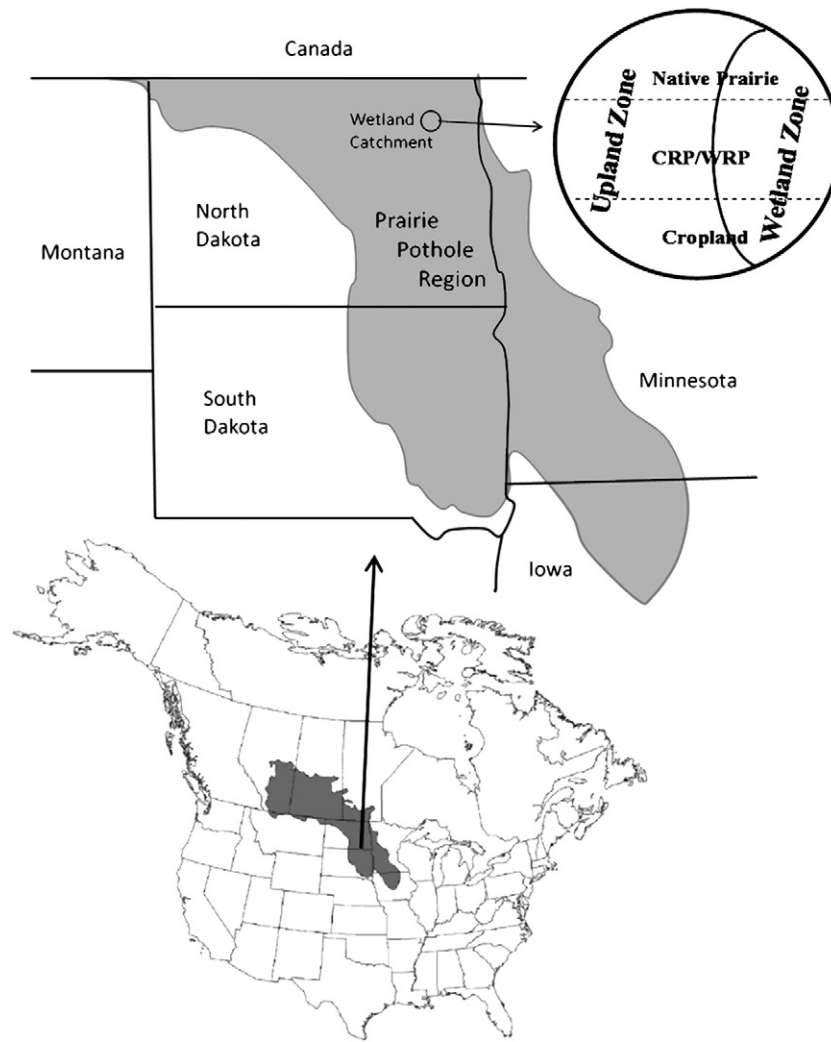 Canada
Native Prairie
Upland Zone
Wetland Zone
CRP/WRP
Cropland
Wetland
Catchment
North
Dakota
Prairie
Pothole
Region
Montana
South
Dakota
Minnesota
Iowa